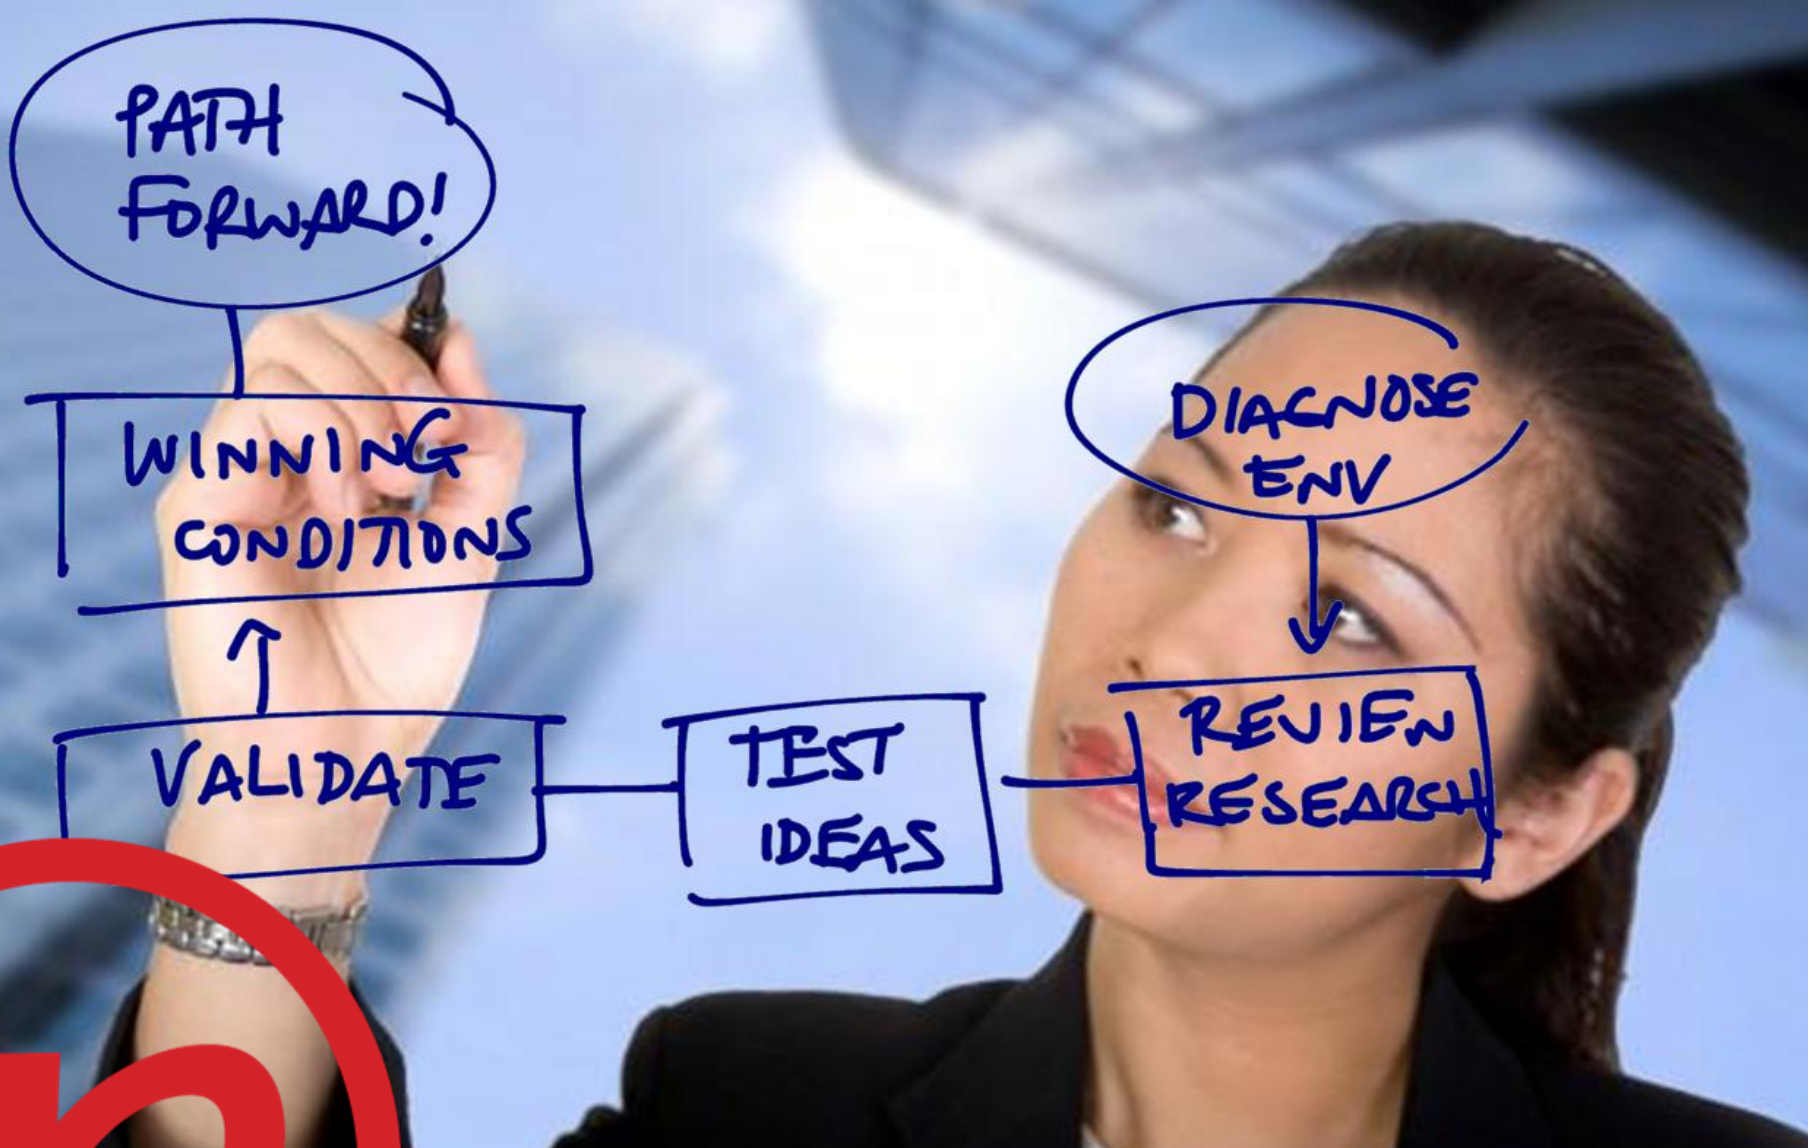 PATH
FORWARD!
WINNING
CONDITIONS
VALIDATE
TEST
IDEAS
DIAGNOSE
ENV
REVIEW
RESEARCH